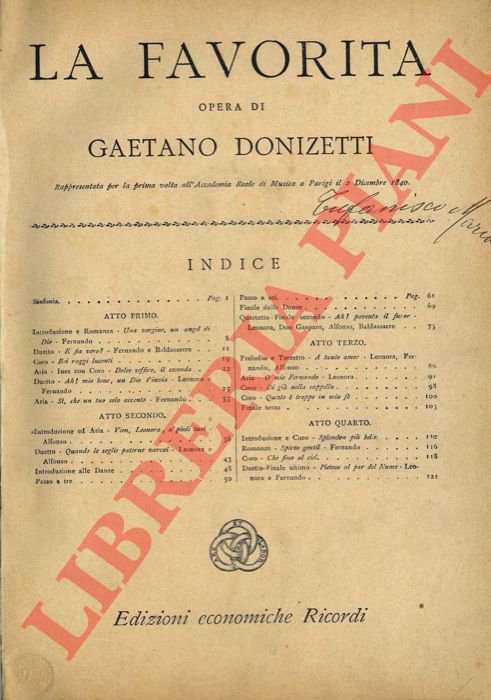 LA FAVORITA
OPERA DI
GAETANO DONIZETTI
Rappresentata per la prima volta all'Accademia Reale di Musica a Parigi il 2 Dicembre 1840.
INDICE
Sinfonia. Pag. 1
ATTO PRIMO.
Introduzione e Romanza - Una vergine, un angel di
Dio - Fernando 8
Duetto - E fia vero? - Fernando e Baldassarre 11
Coro - Bei raggi lucenti 19
Aria - Ines con Coro - Dolce zeffiro, il seconda 22
Duetto - Ah! mio bene, un Dio t'invia - Leonora e
Fernando 25
Aria - Sì, che un tuo solo accento - Fernando 33
ATTO SECONDO.
Introduzione ed Aria - Vien, Leonora, a' piedi tuoi
Alfonso 36
Duetto - Quando le soglie paterne varcai - Leonora e
Alfonso 43
Introduzione alle Danze 48
Passo a tre 50
Passo a sei. Pag. 61
Finale delle Danze 69
Quartetto-Finale secondo - Ah! paventa il furor -
Leonora, Don Gasparo, Alfonso, Baldassarre 75
ATTO TERZO.
Preludio e Terzetto - A tanto amor - Leonora, Fer-
nando, Alfonso 86
Aria - O mio Fernando - Leonora 91
Coro - Di già nella cappella 98
Coro - Questo è troppo in mia fè 100
Finale terzo 103
ATTO QUARTO.
Introduzione e Coro - Splendon più belle 110
Romanza - Spirto gentil - Fernando 116
Coro - Che fino al ciel 118
Duetto-Finale ultimo - Pietoso al par del Nume - Leo-
nora e Fernando 121
ARS ET LABOR
Edizioni economiche Ricordi
LIBRERIA PIANI